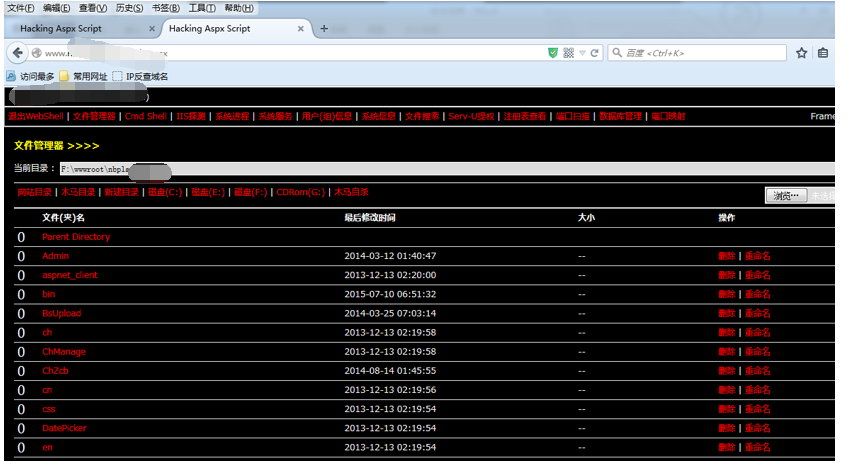 文件(F) 编辑(E) 查看(V) 历史(S) 书签(B) 工具(T) 帮助(H)
Hacking Aspx Script × Hacking Aspx Script × +
www.
百度 <Ctrl+K>
访问最多 常用网址 IP反查域名
退出WebShell | 文件管理器 | Cmd Shell | IIS探测 | 系统进程 | 系统服务 | 用户(组)信息 | 系统信息 | 文件搜索 | Serv-U提权 | 注册表查看 | 端口扫描 | 数据库管理 | 端口映射 Frame
文件管理器 >>>>
当前目录： F:\wwwroot\nbpl
网站目录 | 木马目录 | 新建目录 | 磁盘(C:) | 磁盘(E:) | 磁盘(F:) | CDRom(G:) | 木马自杀 浏览…
文件(夹)名 最后修改时间 大小 操作
0 Parent Directory
0 Admin 2014-03-12 01:40:47 -- 删除 | 重命名
0 aspnet_client 2013-12-13 02:20:00 -- 删除 | 重命名
0 bin 2015-07-10 06:51:32 -- 删除 | 重命名
0 BsUpload 2014-03-25 07:03:14 -- 删除 | 重命名
0 ch 2013-12-13 02:19:58 -- 删除 | 重命名
0 ChManage 2013-12-13 02:19:58 -- 删除 | 重命名
0 ChZcb 2014-08-14 01:45:55 -- 删除 | 重命名
0 cn 2013-12-13 02:19:56 -- 删除 | 重命名
0 css 2013-12-13 02:19:54 -- 删除 | 重命名
0 DatePicker 2013-12-13 02:19:54 -- 删除 | 重命名
0 en 2013-12-13 02:19:54 -- 删除 | 重命名